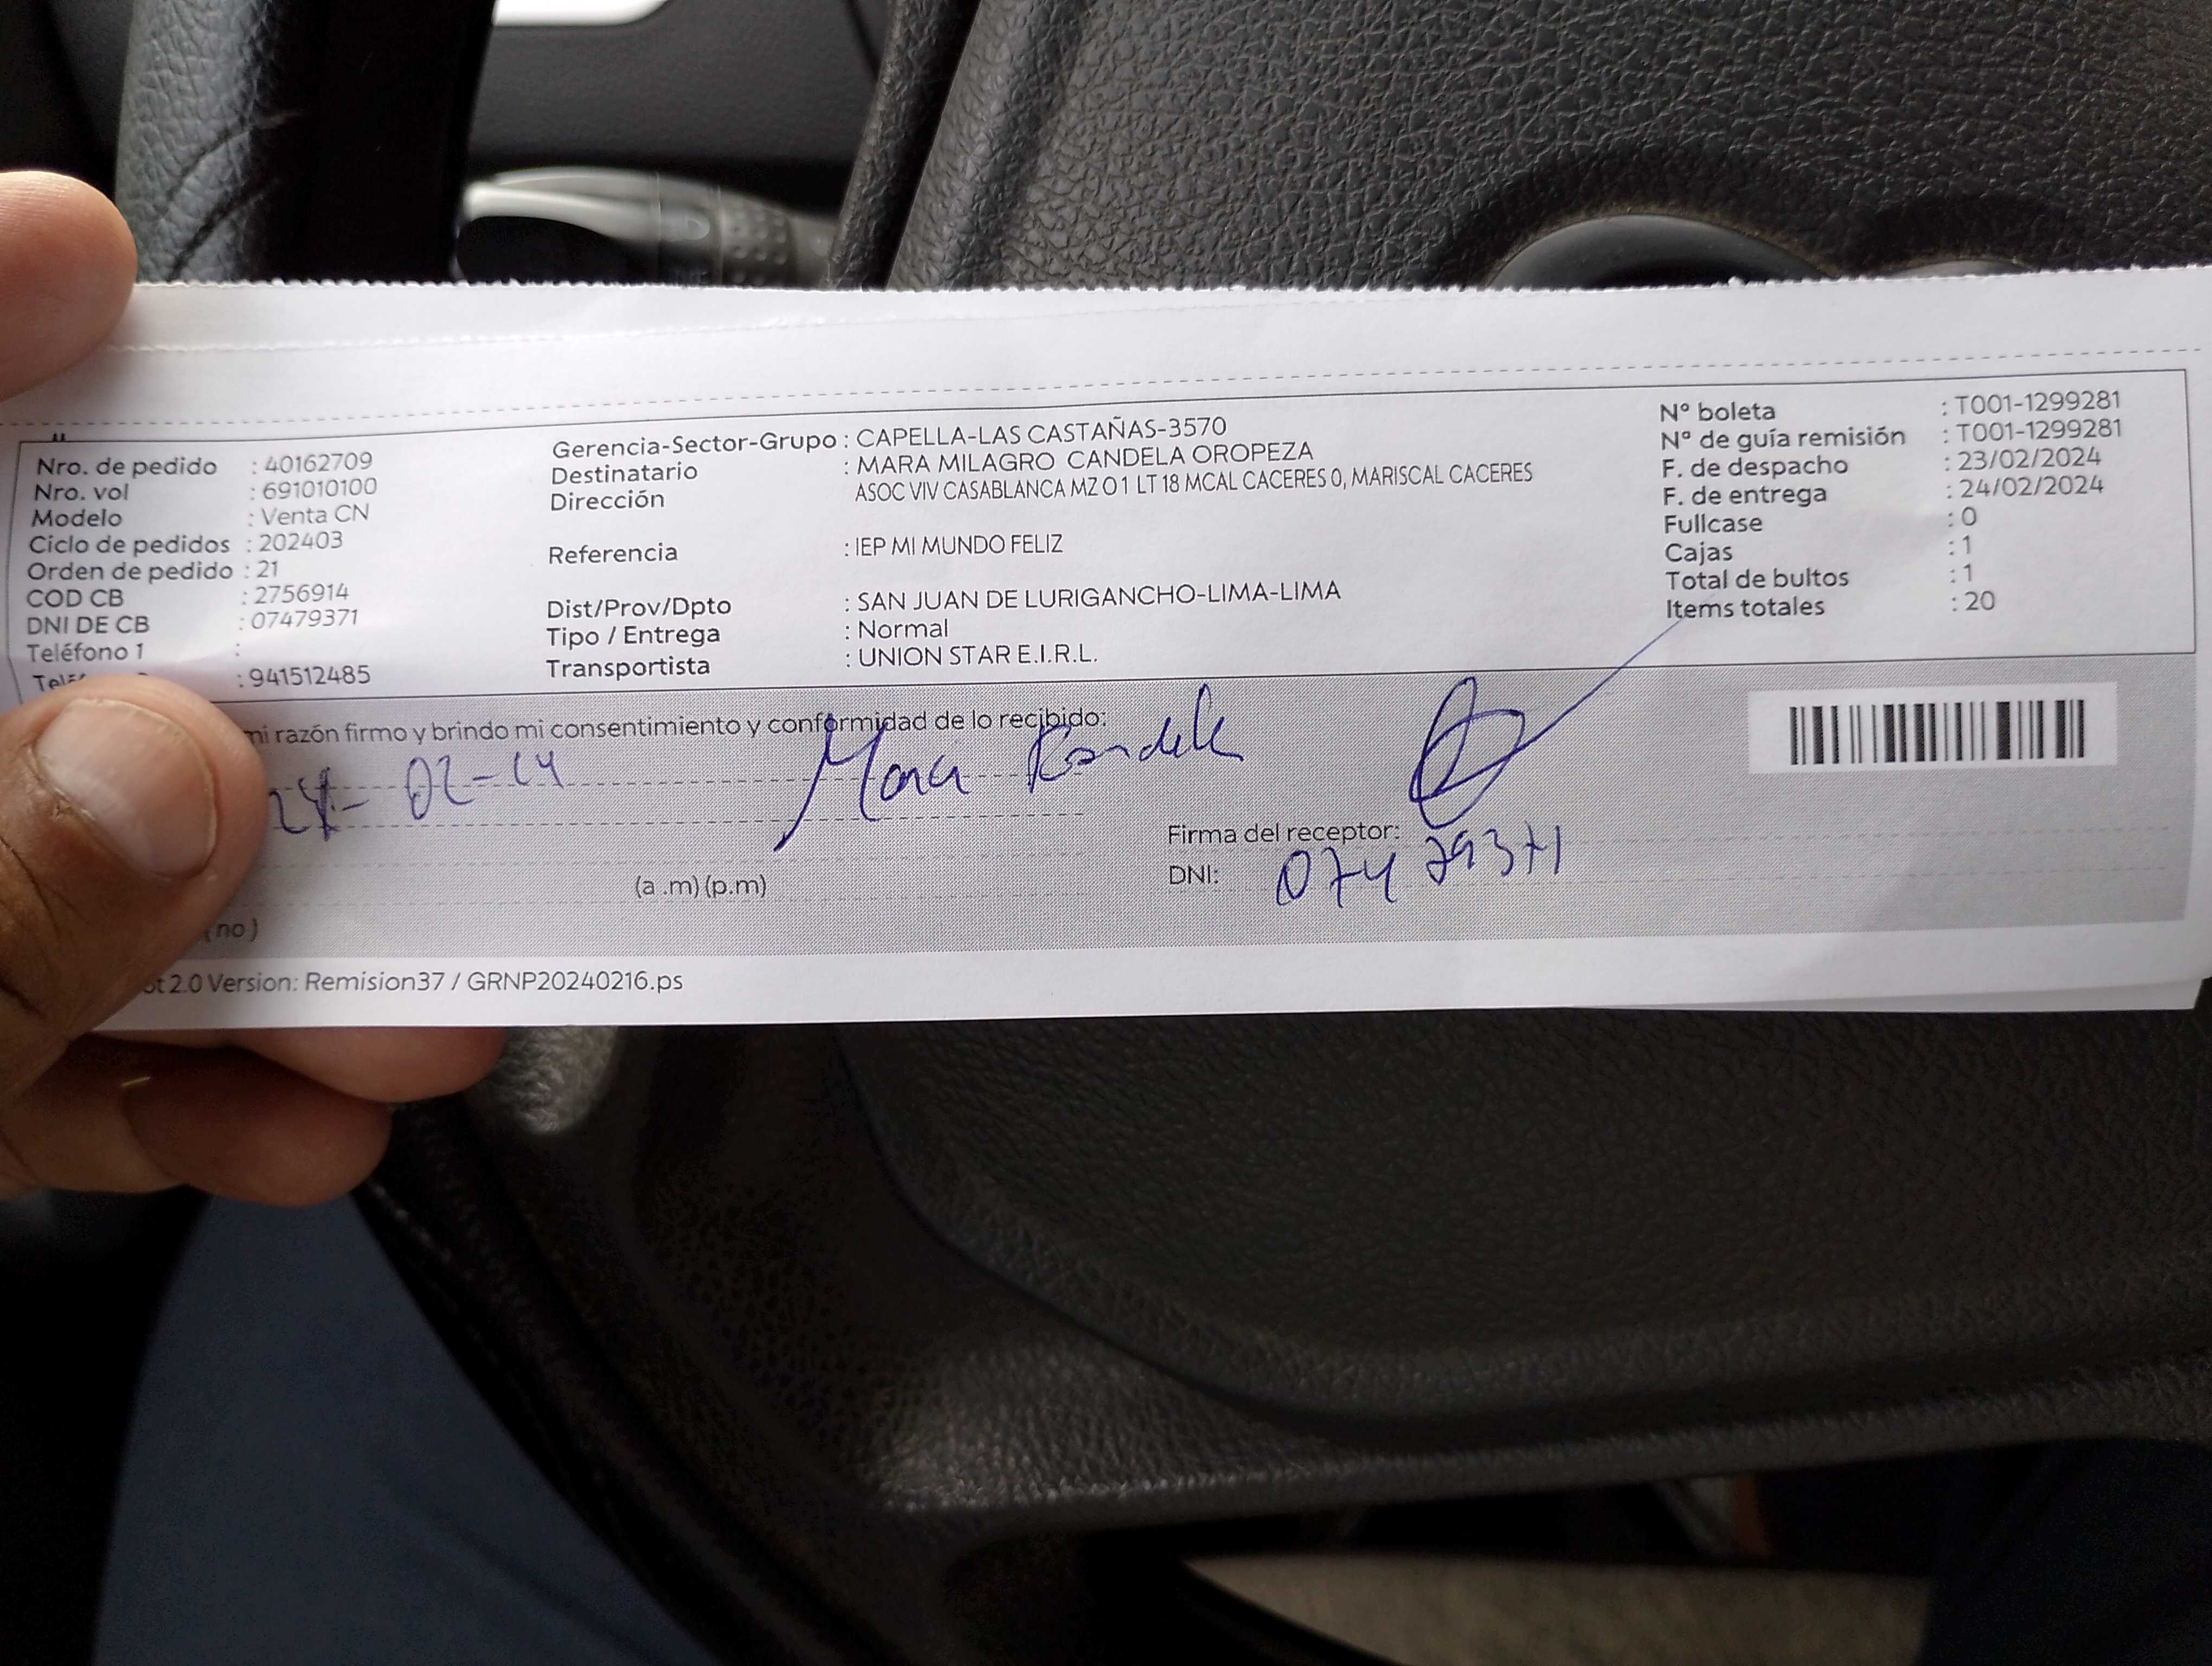 Nro. de pedido : 40162709
Nro. vol : 691010100
Modelo : Venta CN
Ciclo de pedidos : 202403
Orden de pedido : 21
COD CB : 2756914
DNI DE CB : 07479371
Teléfono 1 :
: 941512485
Gerencia-Sector-Grupo : CAPELLA-LAS CASTAÑAS-3570
Destinatario : MARA MILAGRO CANDELA OROPEZA
Dirección ASOC VIV CASABLANCA MZ O1 LT 18 MCAL CACERES 0, MARISCAL CACERES
Referencia : IEP MI MUNDO FELIZ
Dist/Prov/Dpto : SAN JUAN DE LURIGANCHO-LIMA-LIMA
Tipo / Entrega : Normal
Transportista : UNION STAR E.I.R.L.
N° boleta : T001-1299281
N° de guía remisión : T001-1299281
F. de despacho : 23/02/2024
F. de entrega : 24/02/2024
Fullcase : 0
Cajas : 1
Total de bultos : 1
Items totales : 20
mi razón firmo y brindo mi consentimiento y conformidad de lo recibido:
Mara
Firma del receptor:
DNI: 07479371
(a .m) (p.m)
(no)
2.0 Version: Remision37 / GRNP20240216.ps